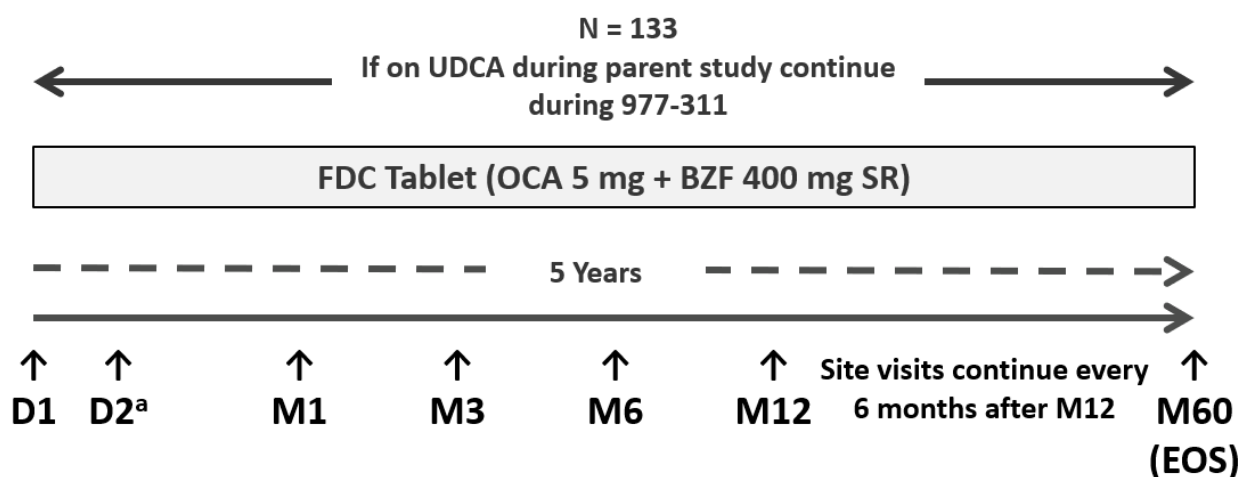 N = 133
If on UDCA during parent study continue
during 977-311
FDC Tablet (OCA 5 mg + BZF 400 mg SR)
5 Years
D1 D2ᵃ M1 M3 M6 M12 Site visits continue every
6 months after M12 M60
(EOS)